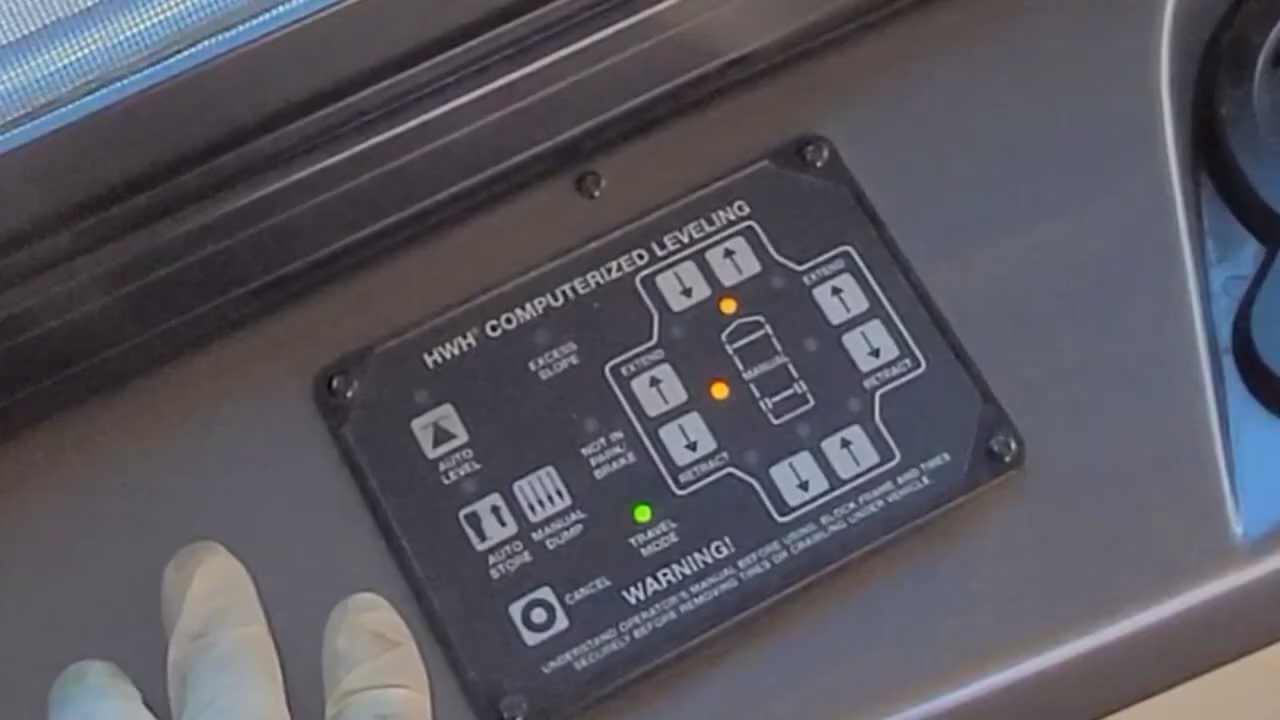 HWH® COMPUTERIZED LEVELING
EXCESS
SLOPE
EXTEND
EXTEND
MANUAL
RETRACT
RETRACT
AUTO
LEVEL
NOT IN
PARK/
BRAKE
AUTO
STORE
MANUAL
DUMP
TRAVEL
MODE
CANCEL
WARNING!
UNDERSTAND OPERATOR'S MANUAL BEFORE USING. BLOCK FRAME AND TIRES
SECURELY BEFORE REMOVING TIRES OR CRAWLING UNDER VEHICLE.